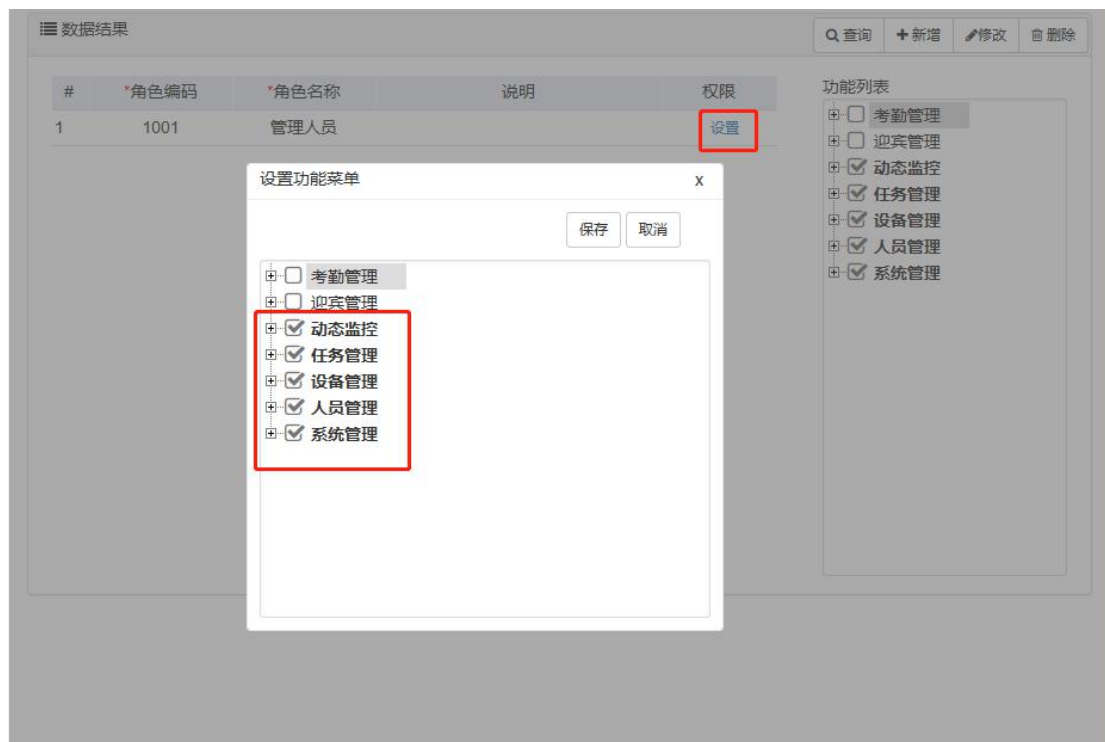 数据结果
查询 新增 修改 删除
# *角色编码 *角色名称 说明 权限
1 1001 管理人员 设置
功能列表
考勤管理
迎宾管理
动态监控
任务管理
设备管理
人员管理
系统管理
设置功能菜单 x
保存 取消
考勤管理
迎宾管理
动态监控
任务管理
设备管理
人员管理
系统管理